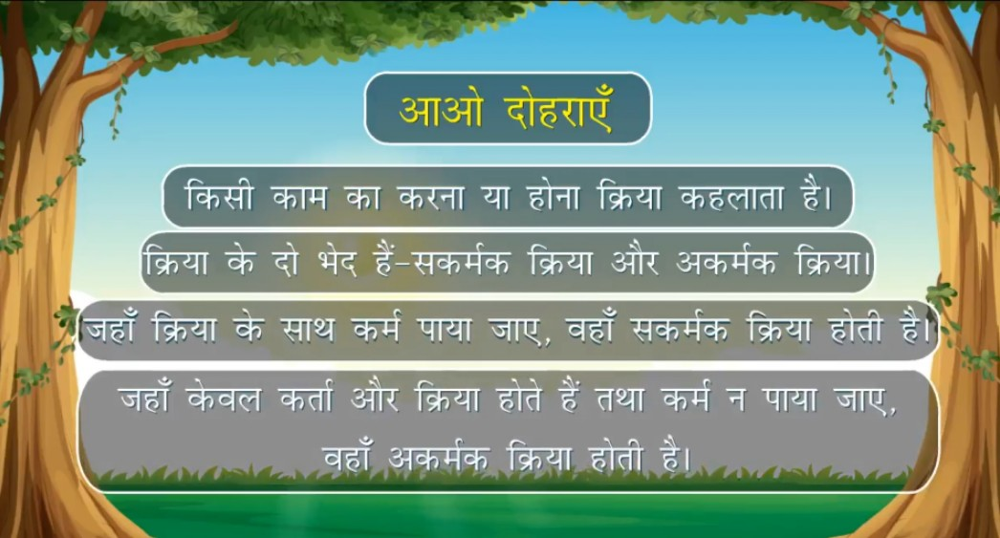 आओ दोहराएँ
किसी काम का करना या होना क्रिया कहलाता है।
क्रिया के दो भेद हैं-सकर्मक क्रिया और अकर्मक क्रिया।
जहाँ क्रिया के साथ कर्म पाया जाए, वहाँ सकर्मक क्रिया होती है।
जहाँ केवल कर्ता और क्रिया होते हैं तथा कर्म न पाया जाए,
वहाँ अकर्मक क्रिया होती है।